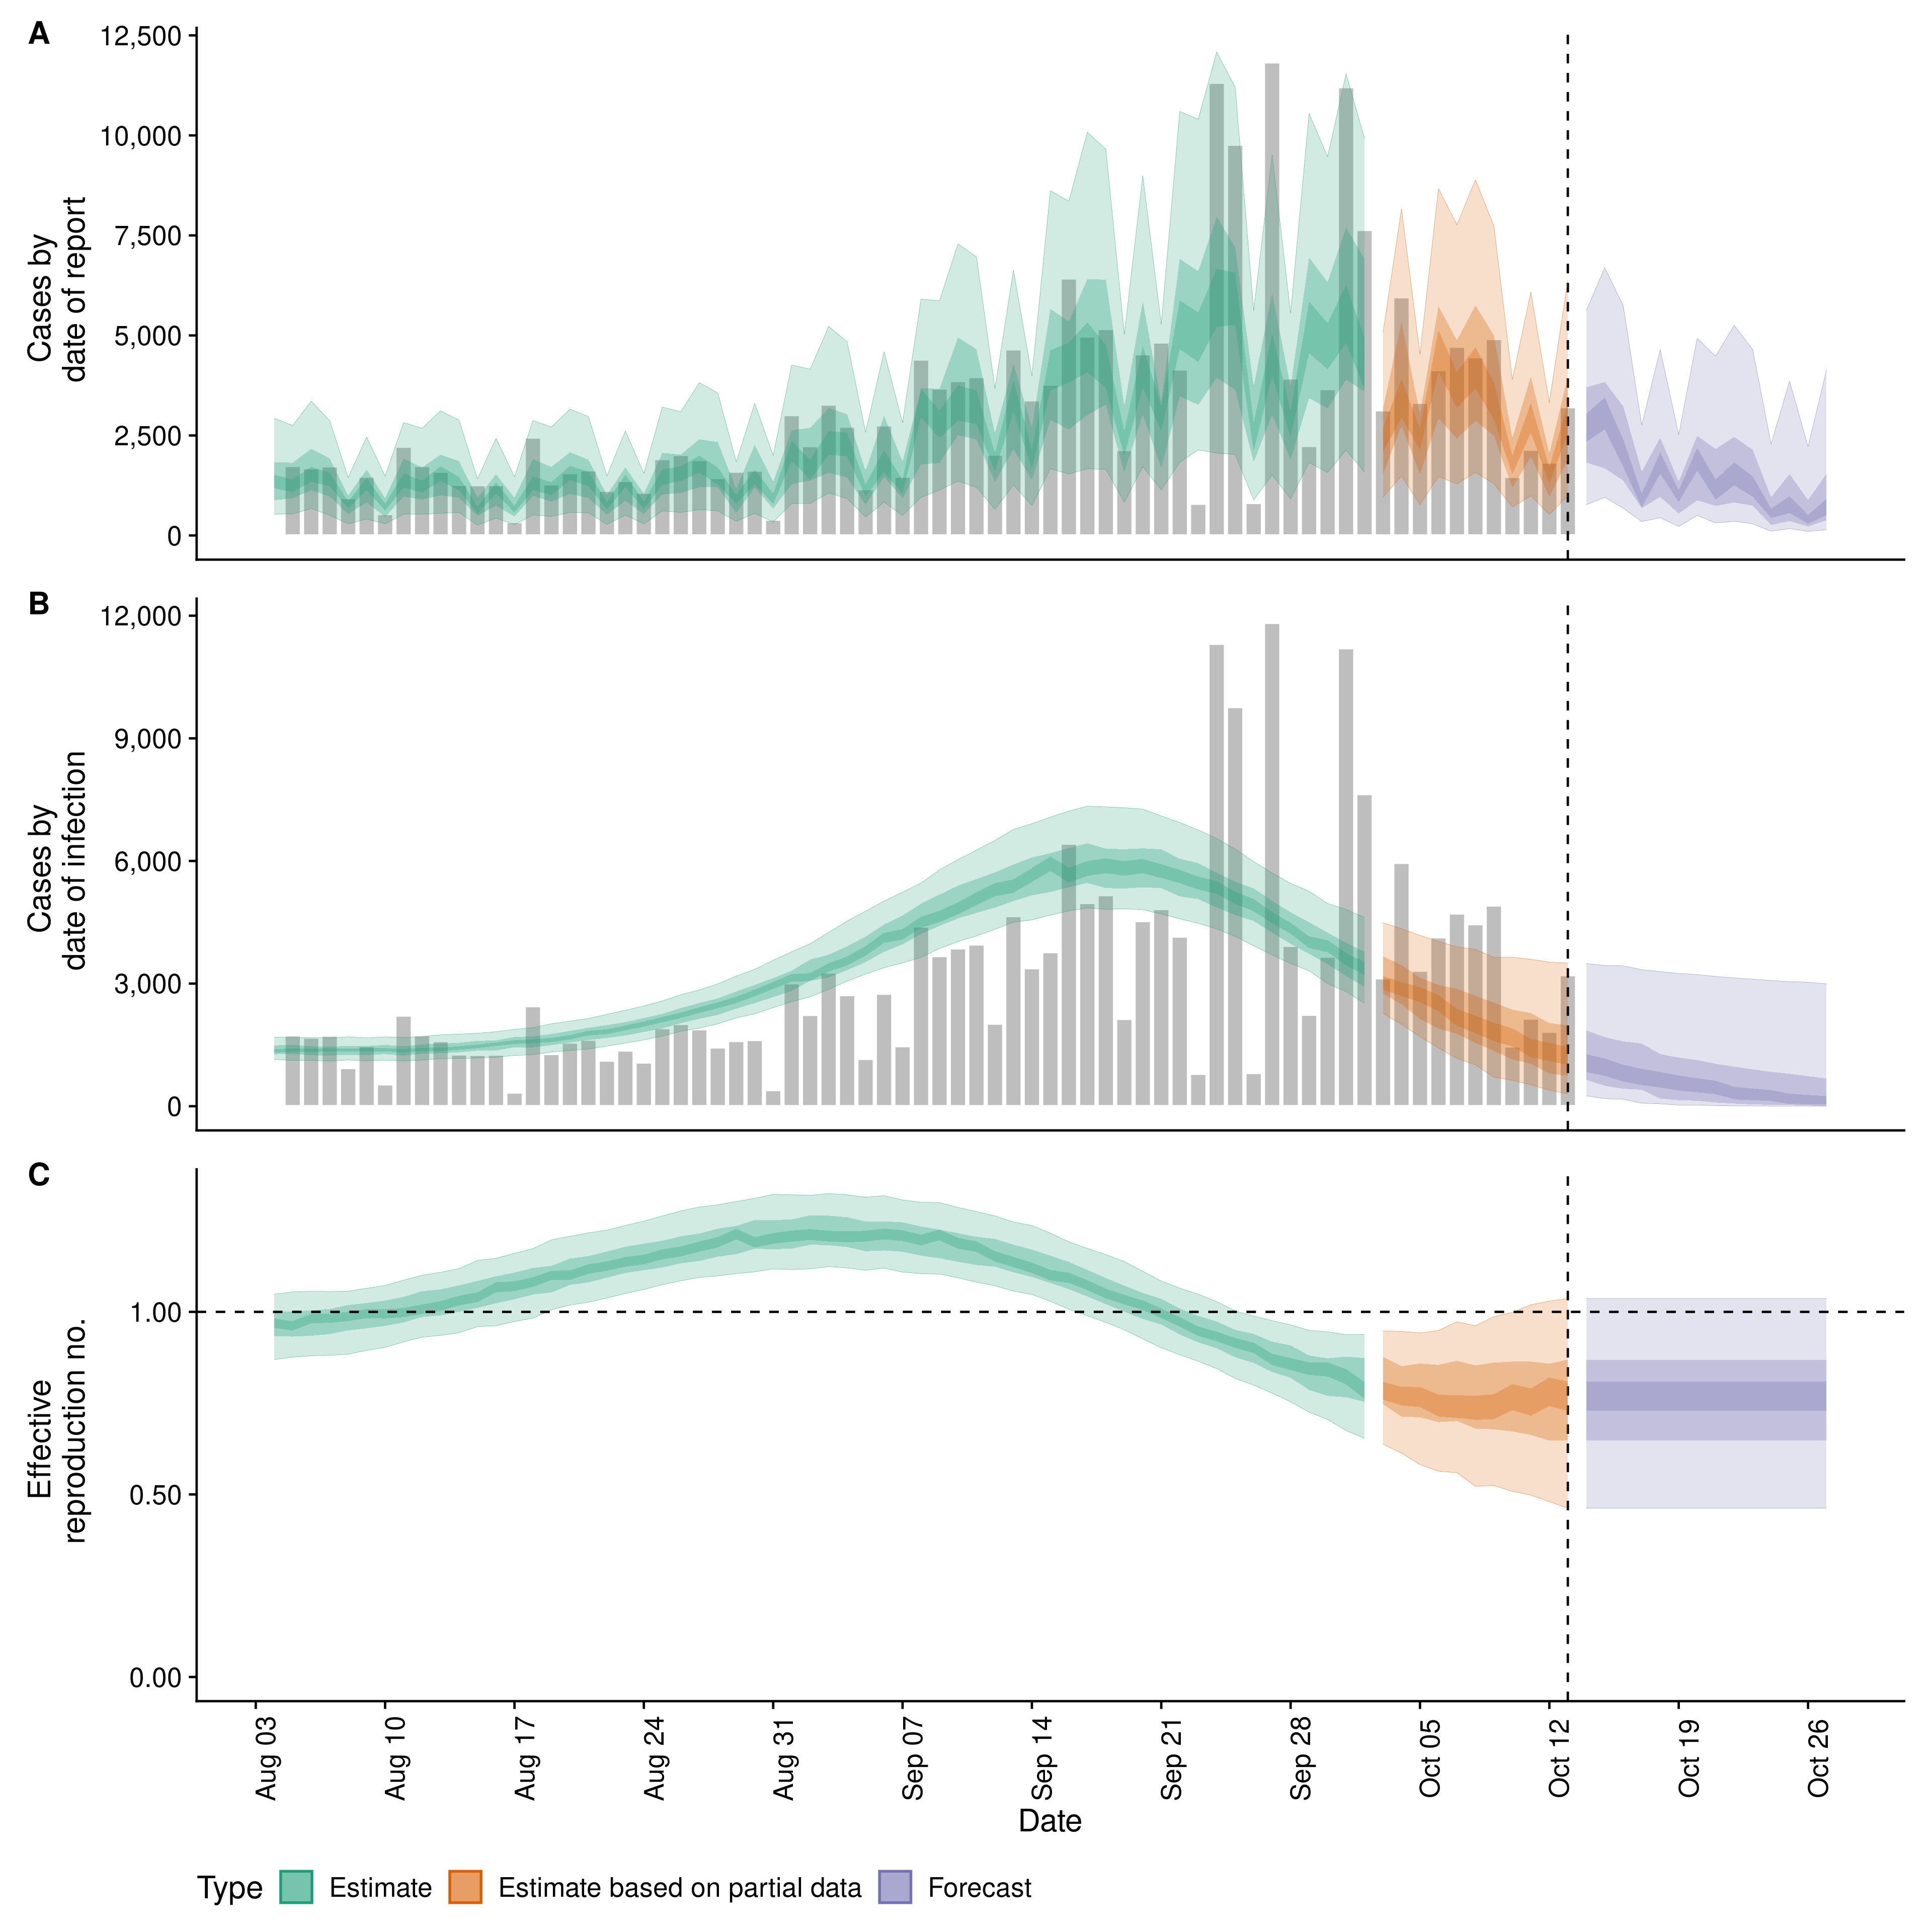 A
12,500
10,000
7,500
5,000
2,500
0
Cases by
date of report
B
12,000
9,000
6,000
3,000
0
Cases by
date of infection
C
1.00
0.50
0.00
Effective
reproduction no.
Aug 03
Aug 10
Aug 17
Aug 24
Aug 31
Sep 07
Sep 14
Sep 21
Sep 28
Oct 05
Oct 12
Oct 19
Oct 26
Date
Type
Estimate
Estimate based on partial data
Forecast